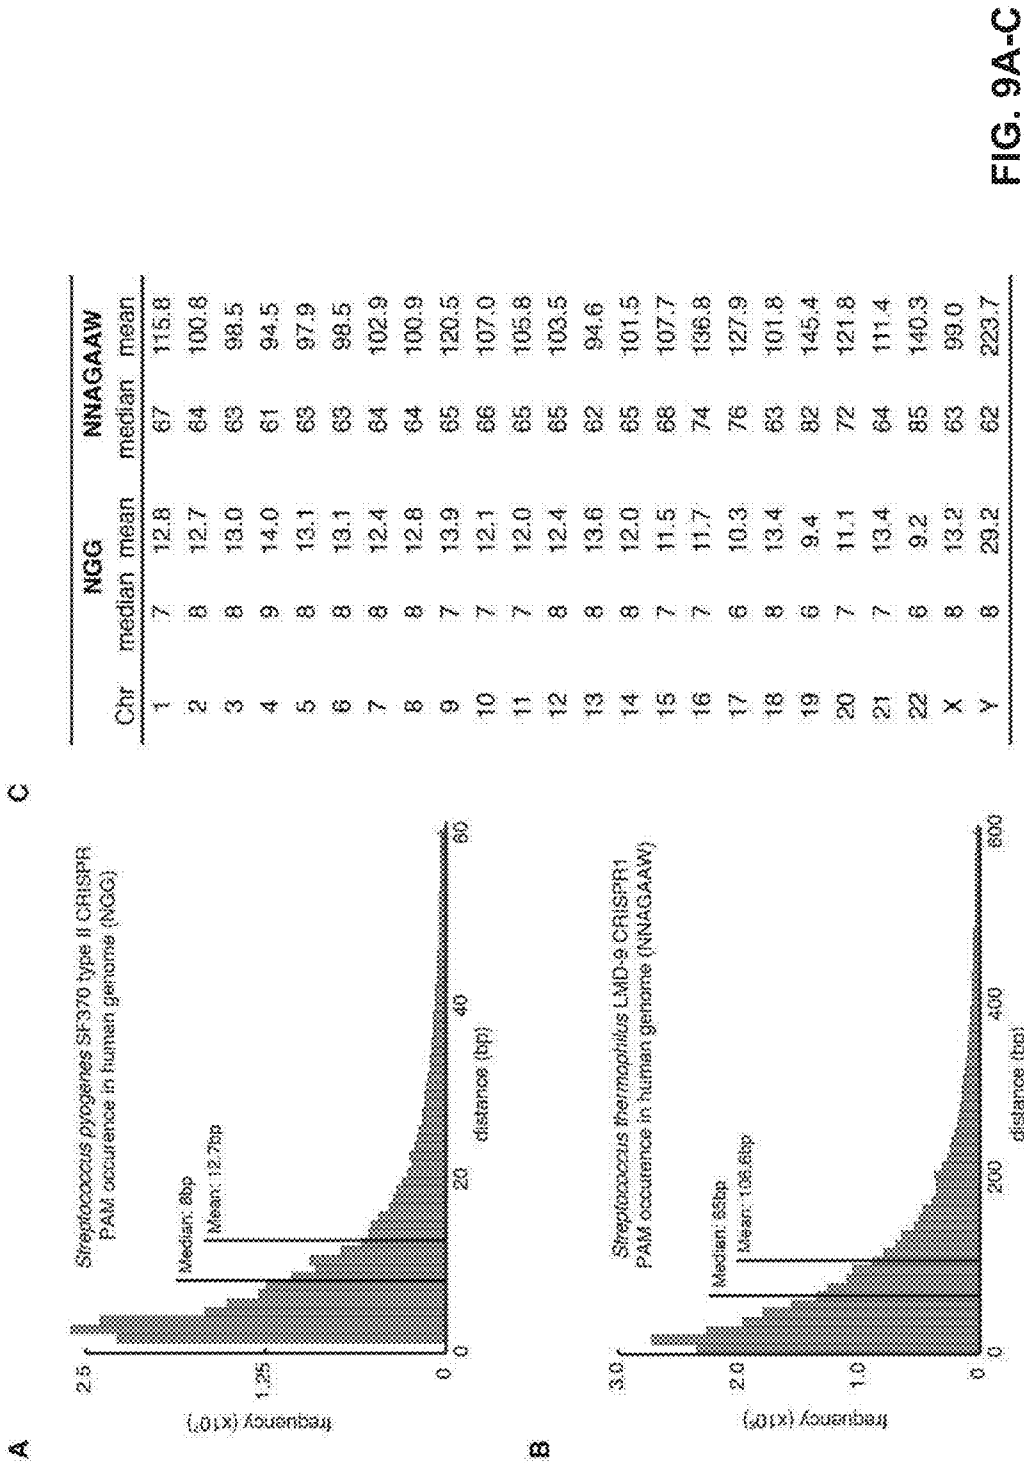 A
Streptococcus pyogenes SF370 type II CRISPR
PAM occurence in human genome (NGG)
Median: 8bp
Mean: 12.7bp
2.5
1.25
0
0 20 40 60
distance (bp)
B
Streptococcus thermophilus LMD-9 CRISPR1
PAM occurence in human genome (NNAGAAW)
Mean: 106.6bp
3.0
2.0
1.0
0
0 200 400 600
distance (bp)
C
NGG NNAGAAW
Chr median mean median mean
1 7 12.8 67 115.8
2 8 12.7 64 100.8
3 8 13.0 63 98.5
4 9 14.0 61 94.5
5 8 13.1 63 97.9
6 8 13.1 63 98.5
7 8 12.4 64 102.9
8 8 12.8 64 100.9
9 7 13.9 65 120.5
10 7 12.1 66 107.0
11 7 12.0 65 105.8
12 8 12.4 65 103.5
13 8 13.6 62 94.6
14 8 12.0 65 101.5
15 7 11.5 68 107.7
16 7 11.7 74 136.8
17 6 10.3 76 127.9
18 8 13.4 63 101.8
19 6 9.4 82 145.4
20 7 11.1 72 121.8
21 7 13.4 64 111.4
22 6 9.2 85 140.3
X 8 13.2 63 99.0
Y 8 29.2 62 223.7
FIG. 9A-C